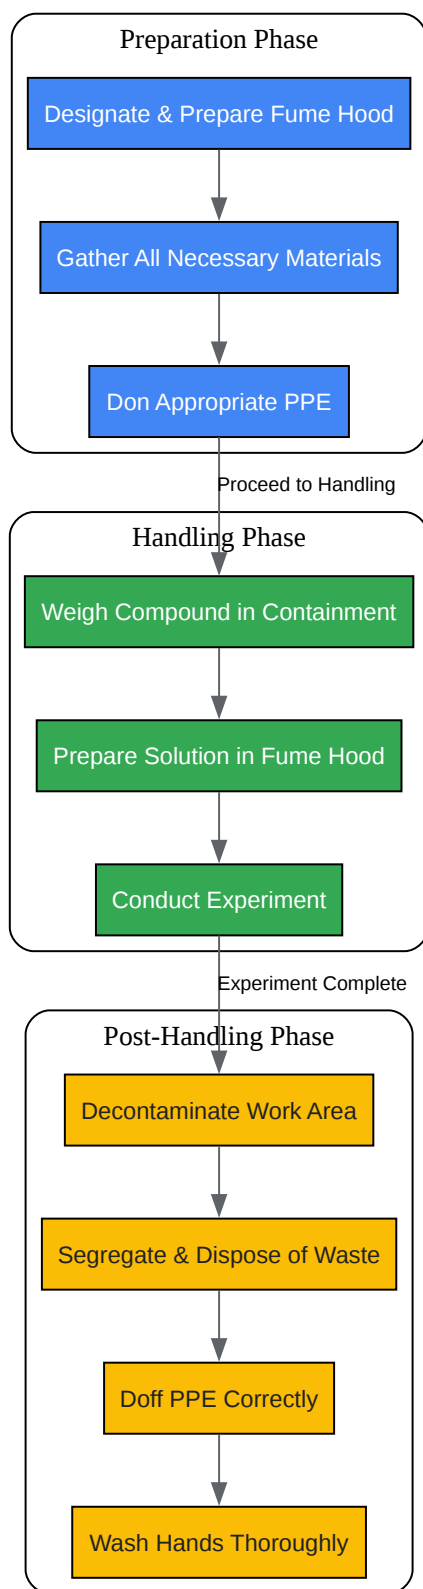 Preparation Phase
Designate & Prepare Fume Hood
Gather All Necessary Materials
Don Appropriate PPE
Proceed to Handling
Handling Phase
Weigh Compound in Containment
Prepare Solution in Fume Hood
Conduct Experiment
Experiment Complete
Post-Handling Phase
Decontaminate Work Area
Segregate & Dispose of Waste
Doff PPE Correctly
Wash Hands Thoroughly